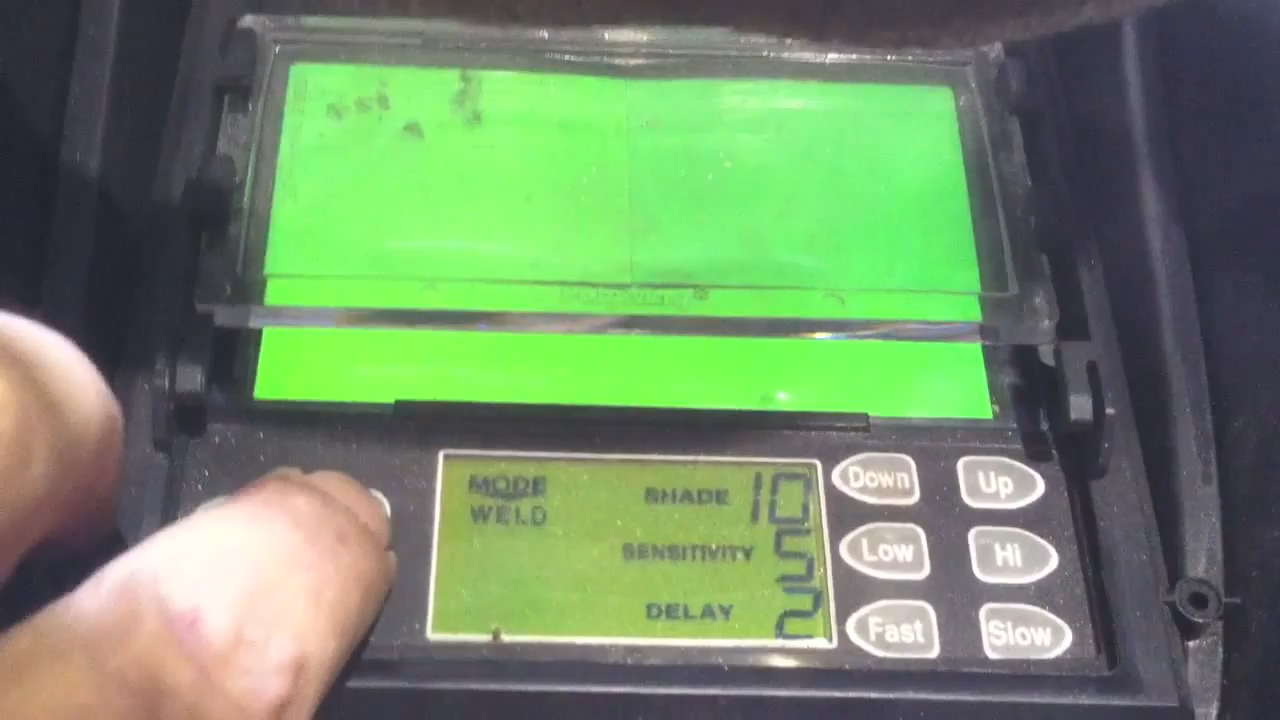 MODE
WELD
SHADE 10
SENSITIVITY 5
DELAY 2
Down Up
Low Hi
Fast Slow